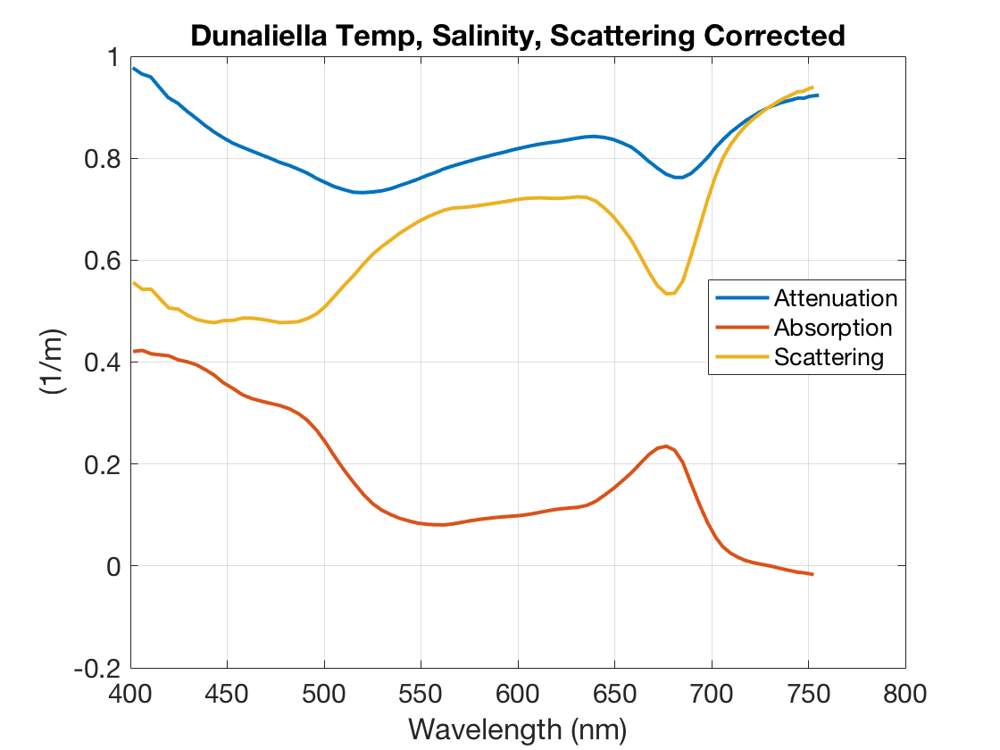 Dunaliella Temp, Salinity, Scattering Corrected
1
0.8
0.6
0.4
0.2
0
-0.2
(1/m)
Attenuation
Absorption
Scattering
400 450 500 550 600 650 700 750 800
Wavelength (nm)